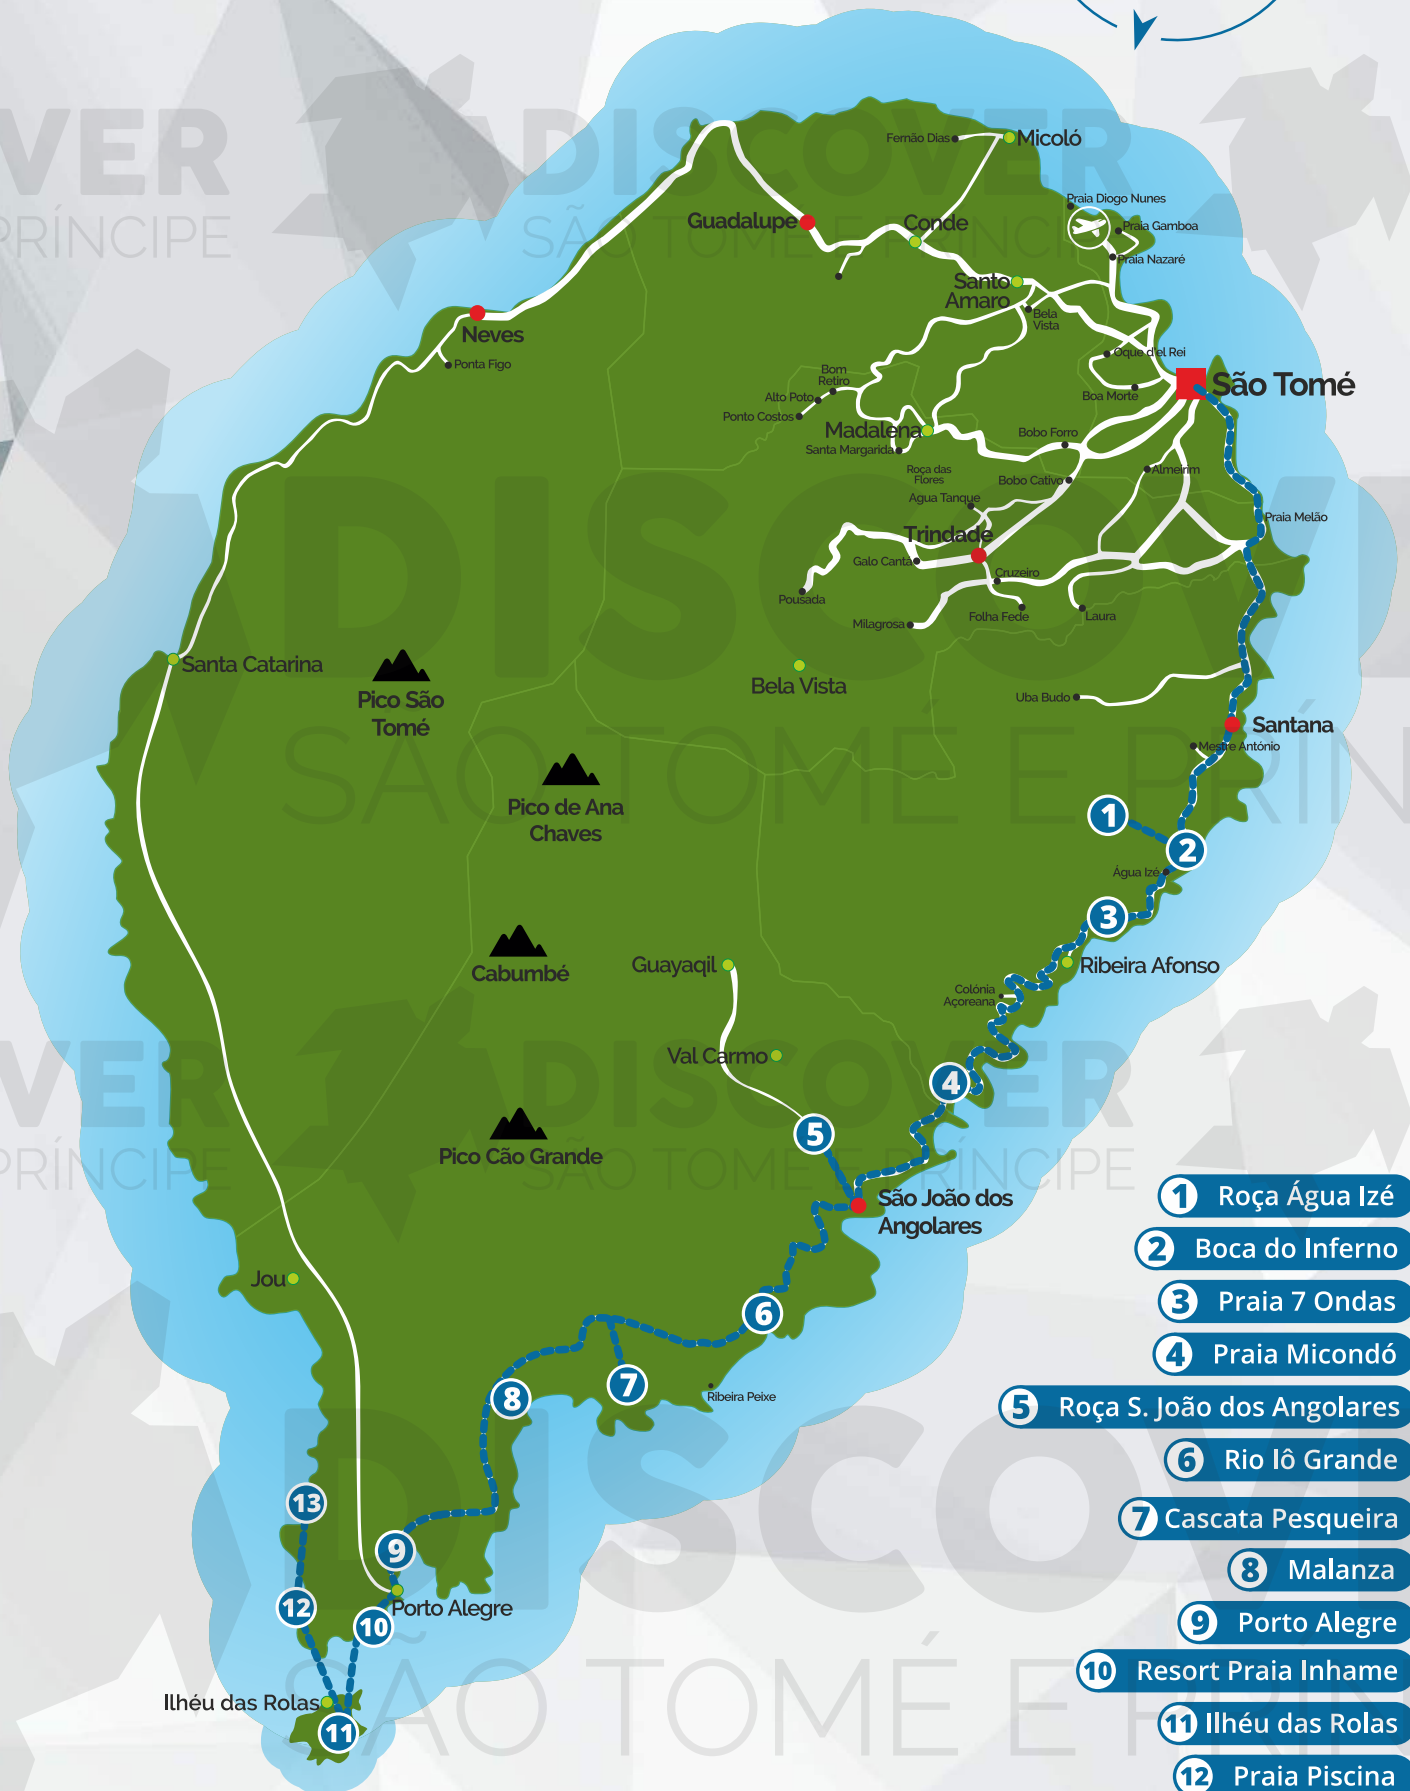 DISCOVER
SÃO TOMÉ E PRÍNCIPE
Fernão Dias
Micoló
Praia Diogo Nunes
Guadalupe
Conde
Praia Gamboa
Praia Nazaré
Santo
Amaro
Bela
Vista
Neves
Ponta Figo
Oque d'el Rei
Bom
Retiro
Alto Poto
Ponto Costos
Boa Morte
São Tomé
Madalena
Santa Margarida
Bobo Forro
Roça das
Flores
Bobo Cativo
Almeirim
Agua Tanque
Praia Melão
Trindade
Galo Canta
Cruzeiro
Pousada
Milagrosa
Folha Fede
Laura
Santa Catarina
Pico São
Tomé
Bela Vista
Uba Budo
Santana
Mestre António
Pico de Ana
Chaves
1
2
Água Izé
3
Cabumbé
Guayaqil
Ribeira Afonso
Colónia
Açoreana
Val Carmo
4
5
Pico Cão Grande
São João dos
Angolares
Jou
6
7
8
Ribeira Peixe
13
9
12
Porto Alegre
10
Ilhéu das Rolas
11
1 Roça Água Izé
2 Boca do Inferno
3 Praia 7 Ondas
4 Praia Micondó
5 Roça S. João dos Angolares
6 Rio Iô Grande
7 Cascata Pesqueira
8 Malanza
9 Porto Alegre
10 Resort Praia Inhame
11 Ilhéu das Rolas
12 Praia Piscina